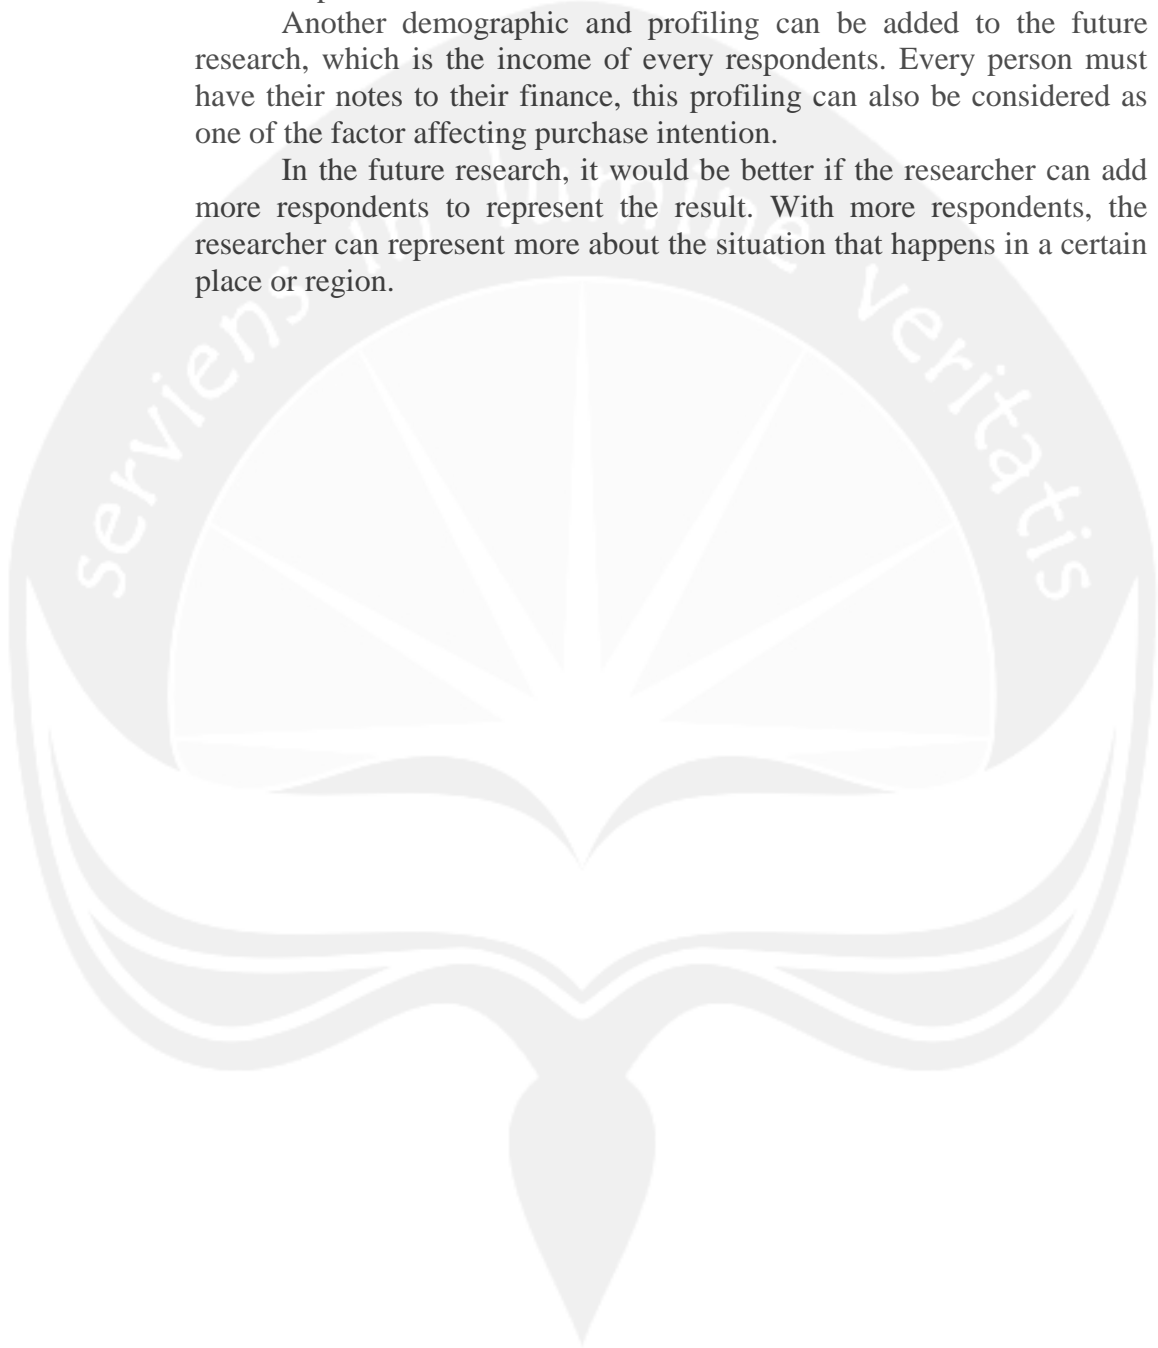 Another demographic and profiling can be added to the future
research, which is the income of every respondents. Every person must
have their notes to their finance, this profiling can also be considered as
one of the factor affecting purchase intention.
In the future research, it would be better if the researcher can add
more respondents to represent the result. With more respondents, the
researcher can represent more about the situation that happens in a certain
place or region.
serviens in lumine veritatis